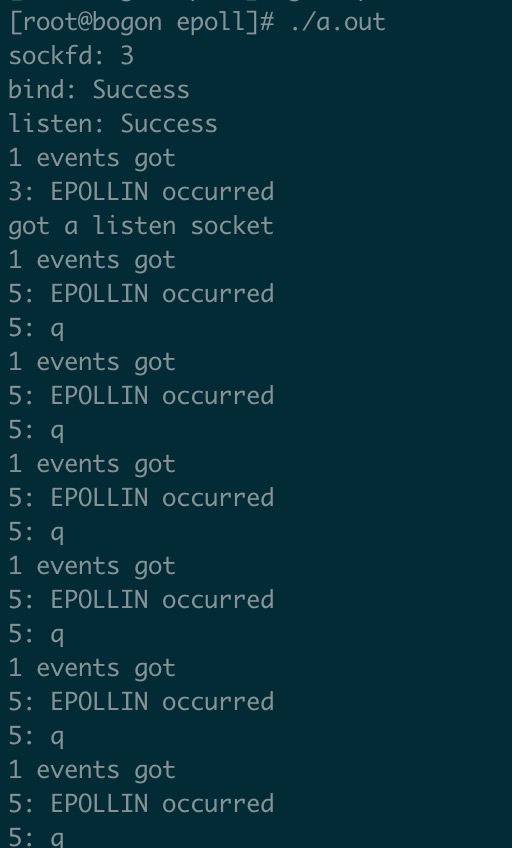 [root@bogon epoll]# ./a.out
sockfd: 3
bind: Success
listen: Success
1 events got
3: EPOLLIN occurred
got a listen socket
1 events got
5: EPOLLIN occurred
5: q
1 events got
5: EPOLLIN occurred
5: q
1 events got
5: EPOLLIN occurred
5: q
1 events got
5: EPOLLIN occurred
5: q
1 events got
5: EPOLLIN occurred
5: q
1 events got
5: EPOLLIN occurred
5: q